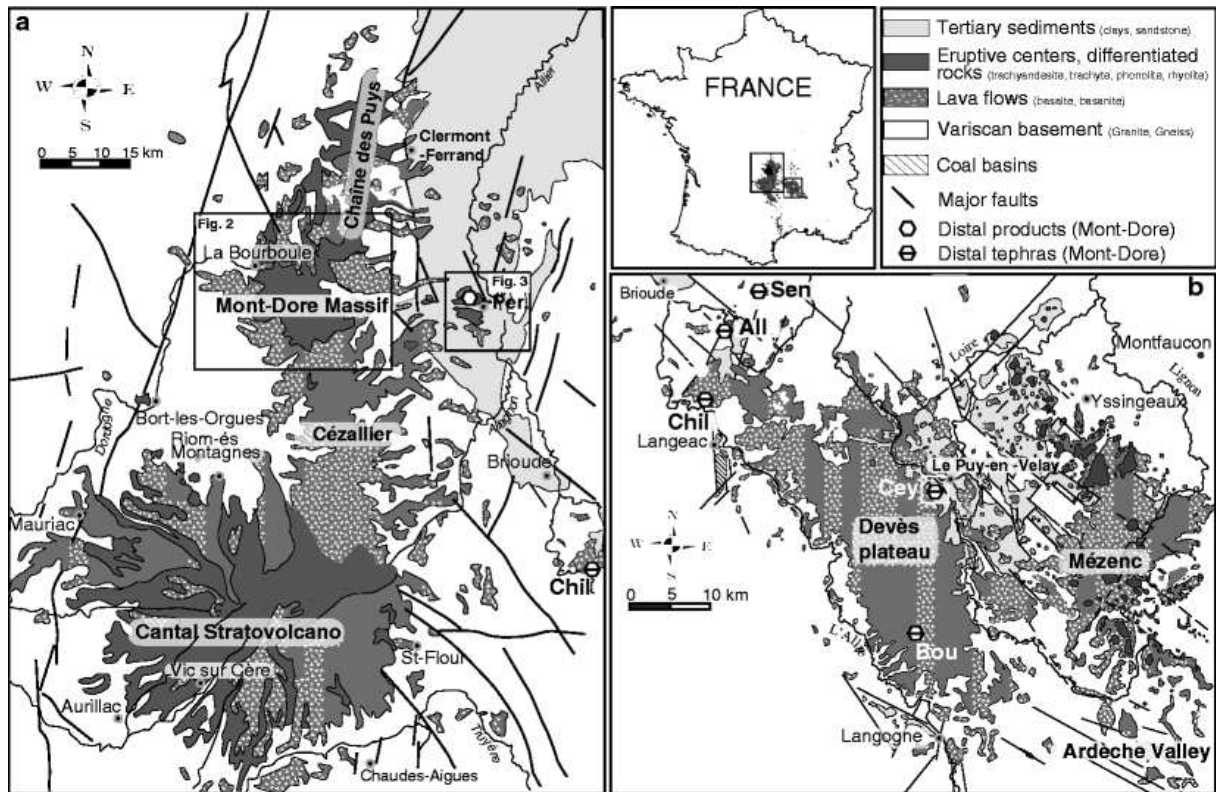 a
N
W
E
S
0 5 10 15 km
Chaîne des Puys
Clermont
-Ferrand
Allier
Fig. 2
La Bourboule
Mont-Dore Massif
Fig. 3
Bort-les-Orgues
Riom-és
Montagnes
Cézallier
Brioude
Mauriac
Chil
Cantal Stratovolcano
St-Flour
Vic sur Cère
Aurillac
Truyère
Chaudes-Aigues
FRANCE
Tertiary sediments (clays, sandstone)
Eruptive centers, differentiated
rocks (trachyandesite, trachyte, phonolite, rhyolite)
Lava flows (basalte, basanite)
Variscan basement (Granite, Gneiss)
Coal basins
Major faults
Distal products (Mont-Dore)
Distal tephras (Mont-Dore)
b
Brioude
Sen
All
Loire
Montfaucon
Lignon
Chil
Yssingeaux
Langeac
Le Puy-en -Velay
Cey
N
W
E
S
Devès
plateau
Mézenc
0 5 10 km
Bou
Langogne
Ardèche Valley